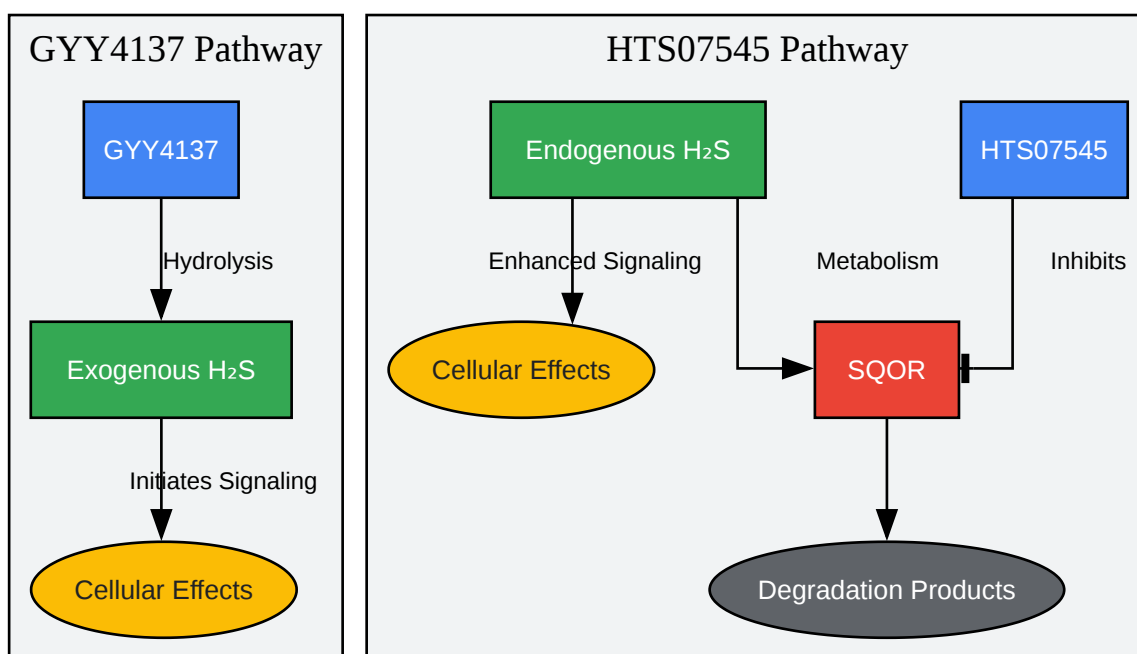 GYY4137 Pathway
GYY4137
Hydrolysis
Exogenous H₂S
Initiates Signaling
Cellular Effects
HTS07545 Pathway
Endogenous H₂S
HTS07545
Enhanced Signaling
Metabolism
Inhibits
Cellular Effects
SQOR
Degradation Products